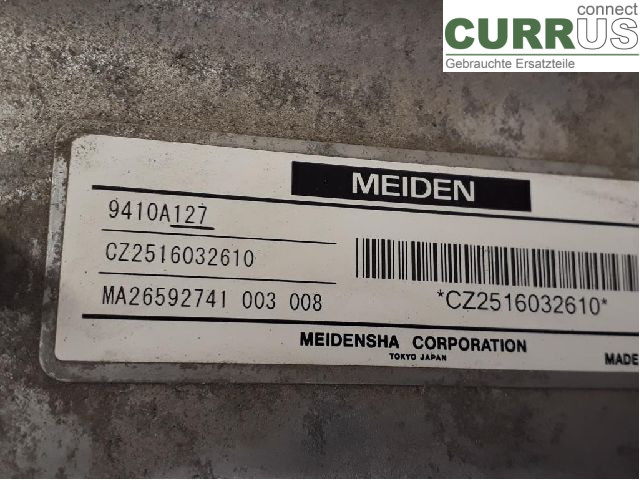 connect
CURRUS
Gebrauchte Ersatzteile
MEIDEN
9410A127
CZ2516032610
MA26592741 003 008
*CZ2516032610*
MEIDENSHA CORPORATION
TOKYO JAPAN
MADE